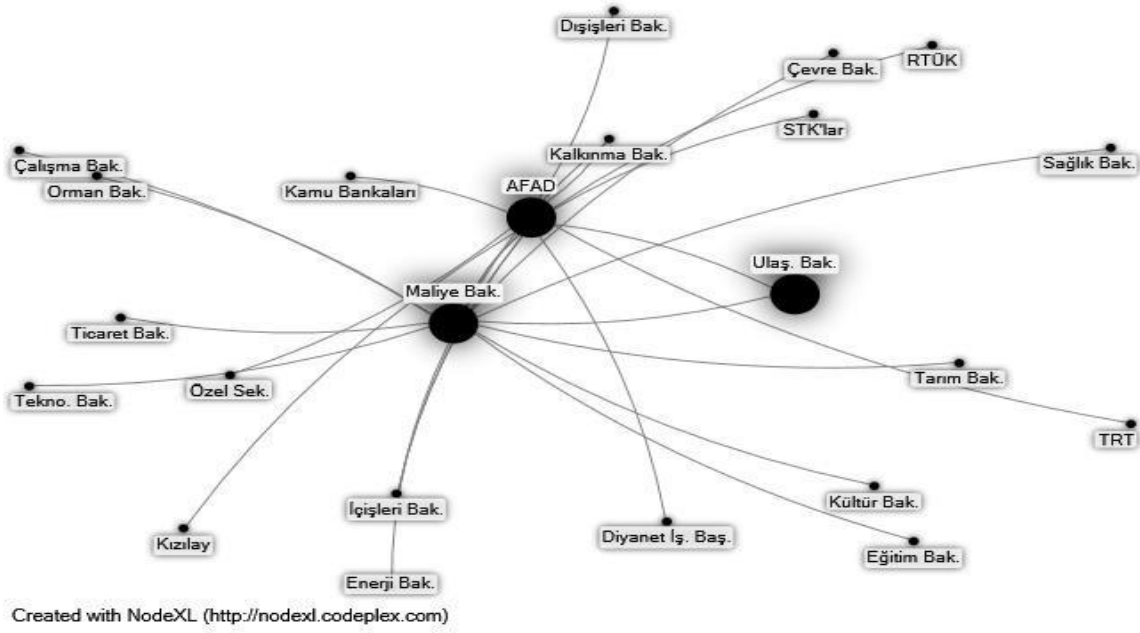 Dışişleri Bak.
Çevre Bak.
RTÜK
STK'lar
Kalkınma Bak.
Sağlık Bak.
Çalışma Bak.
Orman Bak.
Kamu Bankaları
AFAD
Ulaş. Bak.
Maliye Bak.
Ticaret Bak.
Tekno. Bak.
Özel Sek.
Tarım Bak.
TRT
İçişleri Bak.
Kültür Bak.
Kızılay
Diyanet İş. Baş.
Eğitim Bak.
Enerji Bak.
Created with NodeXL (http://nodexl.codeplex.com)